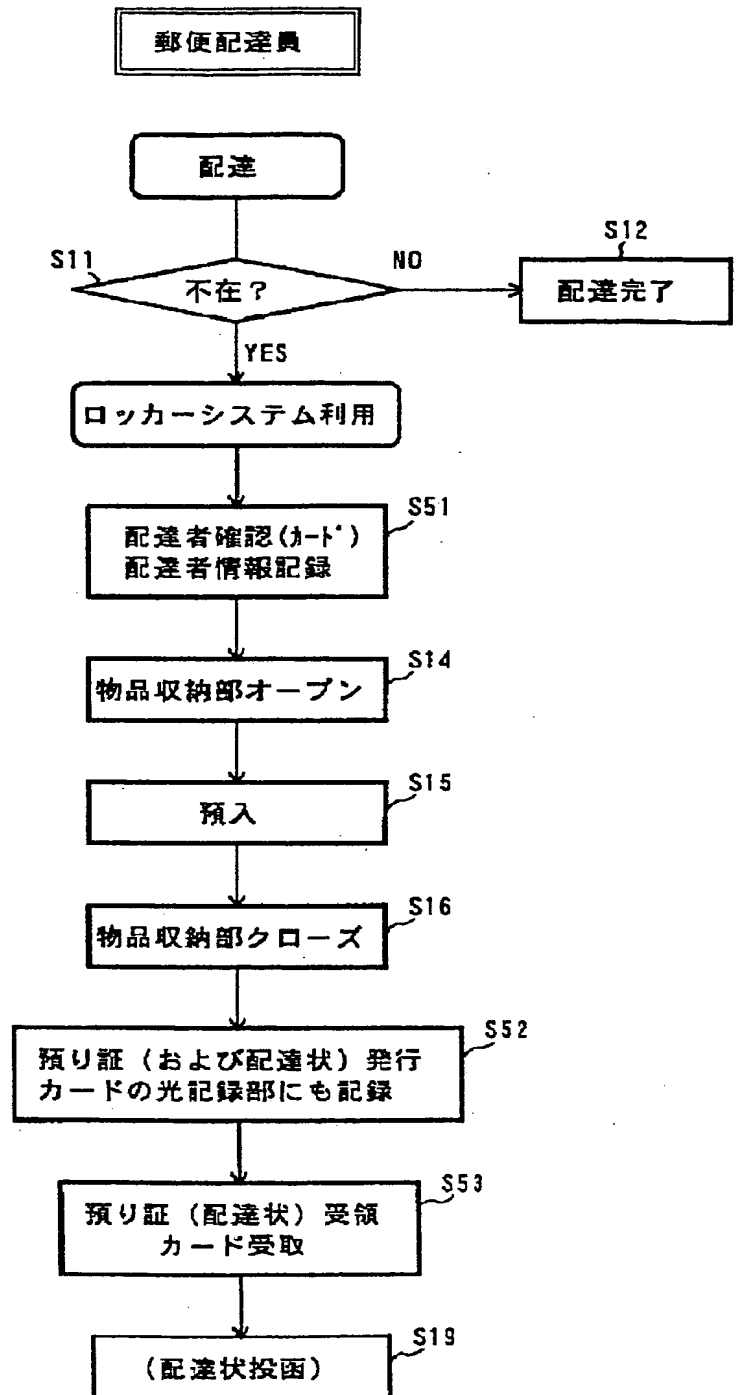 郵便配達員
配達
S11
不在？
NO
S12
配達完了
YES
ロッカーシステム利用
S51
配達者確認(ｶｰﾄﾞ)
配達者情報記録
S14
物品収納部オープン
S15
預入
S16
物品収納部クローズ
S52
預り証（および配達状）発行
カードの光記録部にも記録
S53
預り証（配達状）受領
カード受取
S19
(配達状投函)